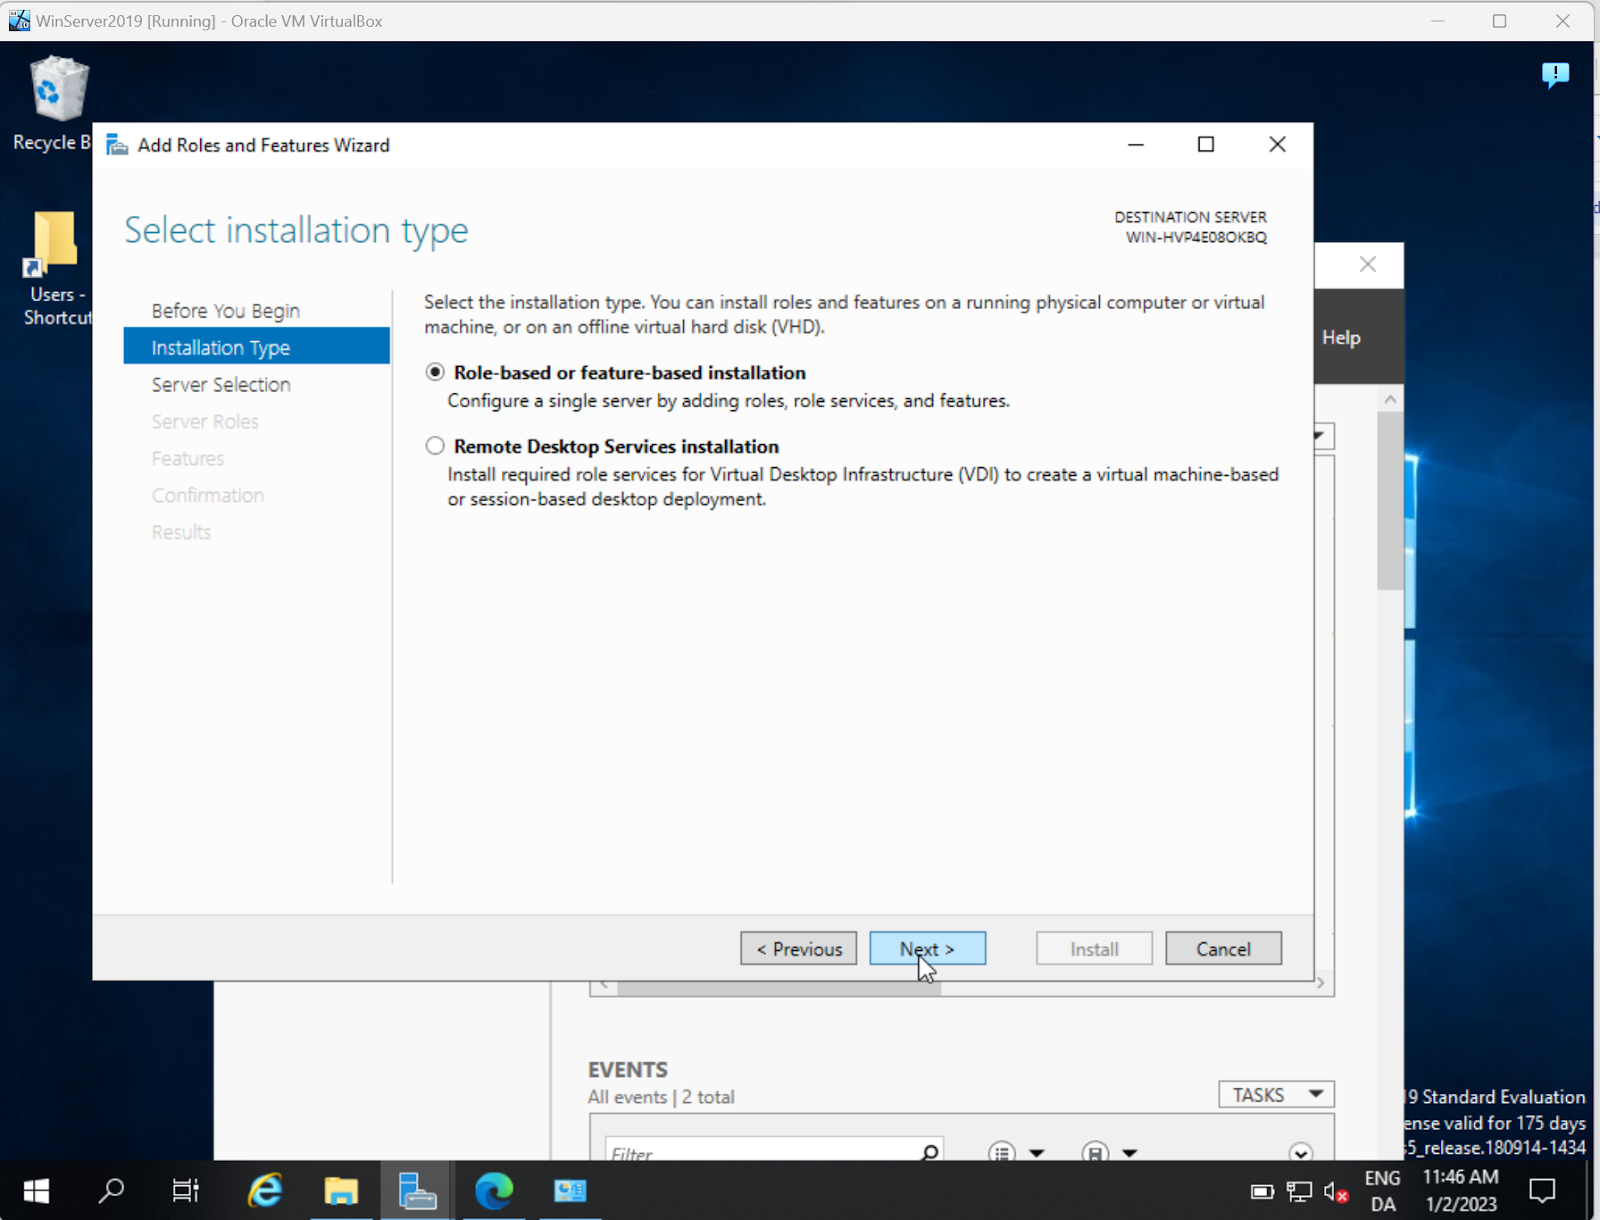 WinServer2019 [Running] - Oracle VM VirtualBox
Recycle B
Users -
Shortcut
Add Roles and Features Wizard
Select installation type
DESTINATION SERVER
WIN-HVP4E08OKBQ
Before You Begin
Installation Type
Server Selection
Server Roles
Features
Confirmation
Results
Select the installation type. You can install roles and features on a running physical computer or virtual
machine, or on an offline virtual hard disk (VHD).
Role-based or feature-based installation
Configure a single server by adding roles, role services, and features.
Remote Desktop Services installation
Install required role services for Virtual Desktop Infrastructure (VDI) to create a virtual machine-based
or session-based desktop deployment.
Help
< Previous
Next >
Install
Cancel
EVENTS
All events | 2 total
TASKS
Filter
19 Standard Evaluation
ense valid for 175 days
s5_release.180914-1434
ENG
DA
11:46 AM
1/2/2023